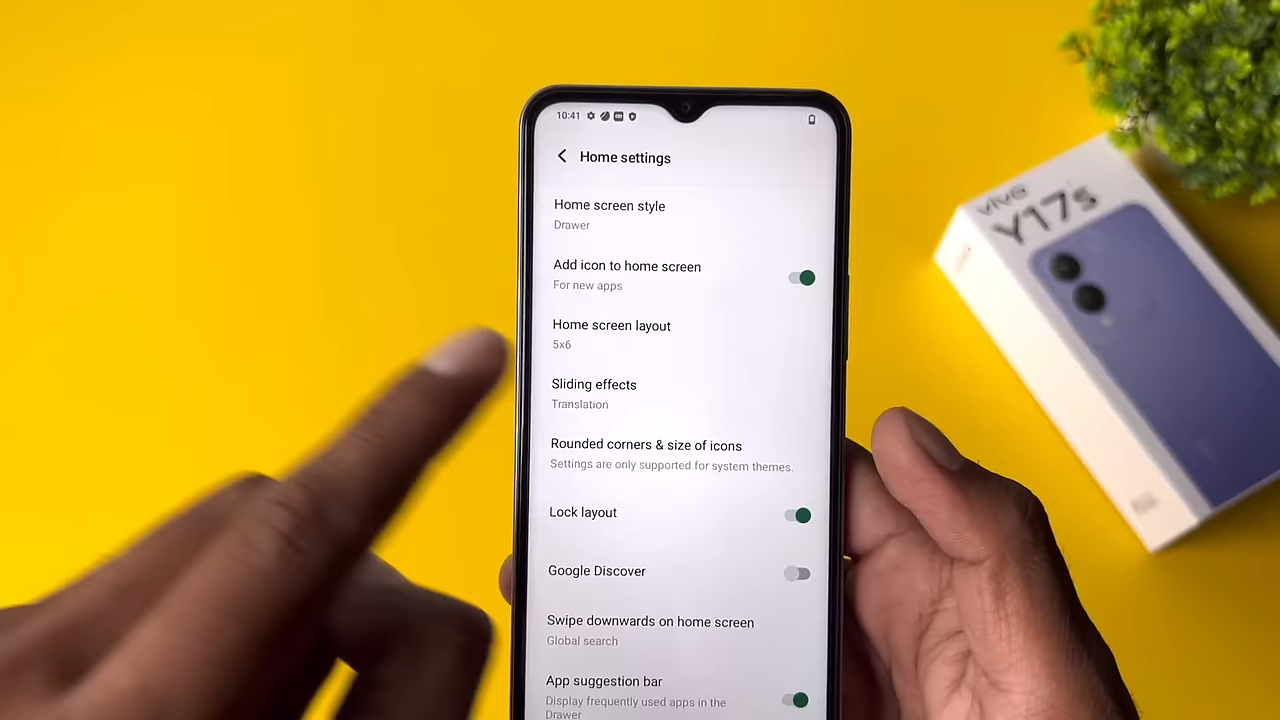 10:41
Home settings
Home screen style
Drawer
Add icon to home screen
For new apps
Home screen layout
5x6
Sliding effects
Translation
Rounded corners & size of icons
Settings are only supported for system themes.
Lock layout
Google Discover
Swipe downwards on home screen
Global search
App suggestion bar
Display frequently used apps in the
Drawer
vivo
Y17s